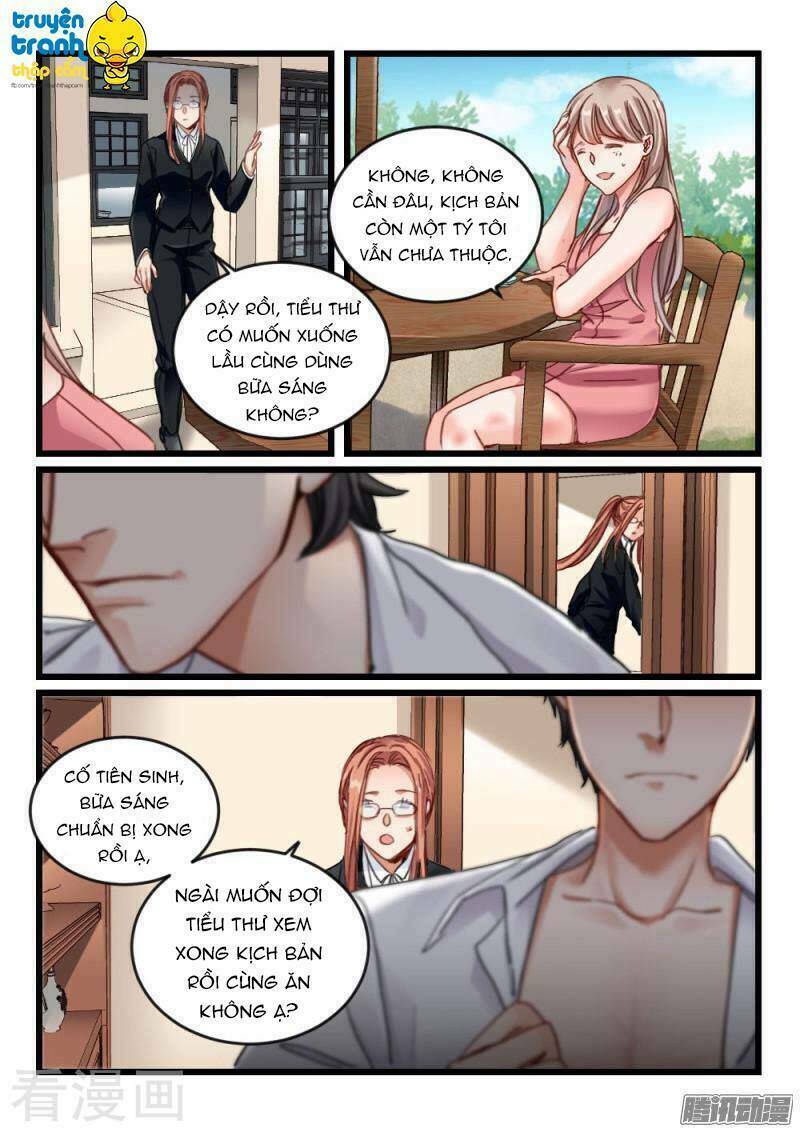 truyện
tranh
thập cẩm
DẬY RỒI, TIỂU THƯ
CÓ MUỐN XUỐNG
LẦU CÙNG DÙNG
BỮA SÁNG
KHÔNG?
KHÔNG, KHÔNG
CẦN ĐÂU, KỊCH BẢN
CÒN MỘT TÝ TÔI
VẪN CHƯA THUỘC.
CỐ TIÊN SINH,
BỮA SÁNG
CHUẨN BỊ XONG
RỒI Ạ,
NGÀI MUỐN ĐỢI
TIỂU THƯ XEM
XONG KỊCH BẢN
RỒI CÙNG ĂN
KHÔNG Ạ?
看漫画
腾讯动漫